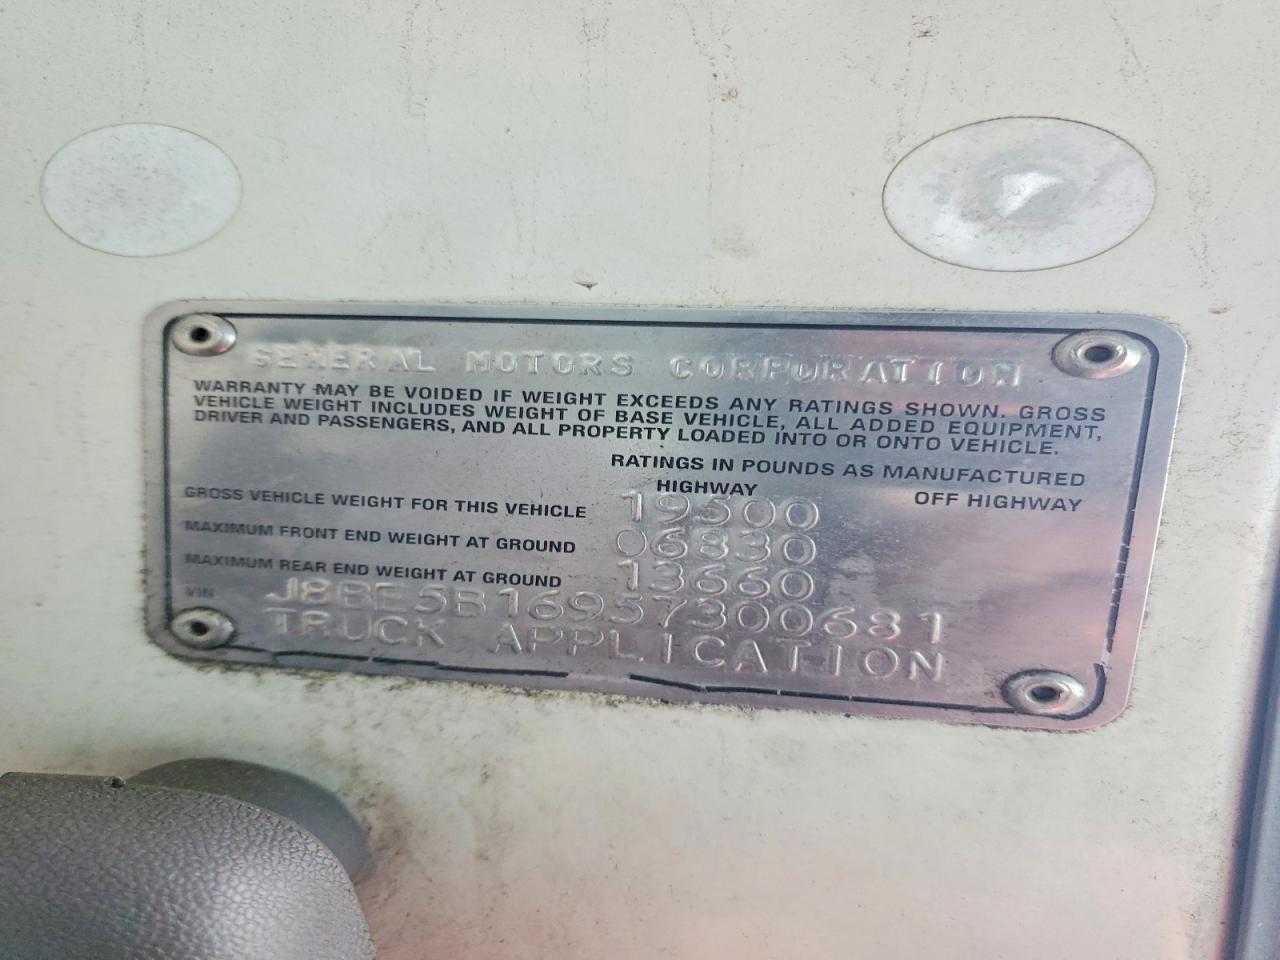 GENERAL MOTORS CORPORATION
WARRANTY MAY BE VOIDED IF WEIGHT EXCEEDS ANY RATINGS SHOWN. GROSS
VEHICLE WEIGHT INCLUDES WEIGHT OF BASE VEHICLE, ALL ADDED EQUIPMENT,
DRIVER AND PASSENGERS, AND ALL PROPERTY LOADED INTO OR ONTO VEHICLE.
RATINGS IN POUNDS AS MANUFACTURED
HIGHWAY OFF HIGHWAY
GROSS VEHICLE WEIGHT FOR THIS VEHICLE 19500
MAXIMUM FRONT END WEIGHT AT GROUND 06830
MAXIMUM REAR END WEIGHT AT GROUND 13660
VIN J8BE5B16957300681
TRUCK APPLICATION